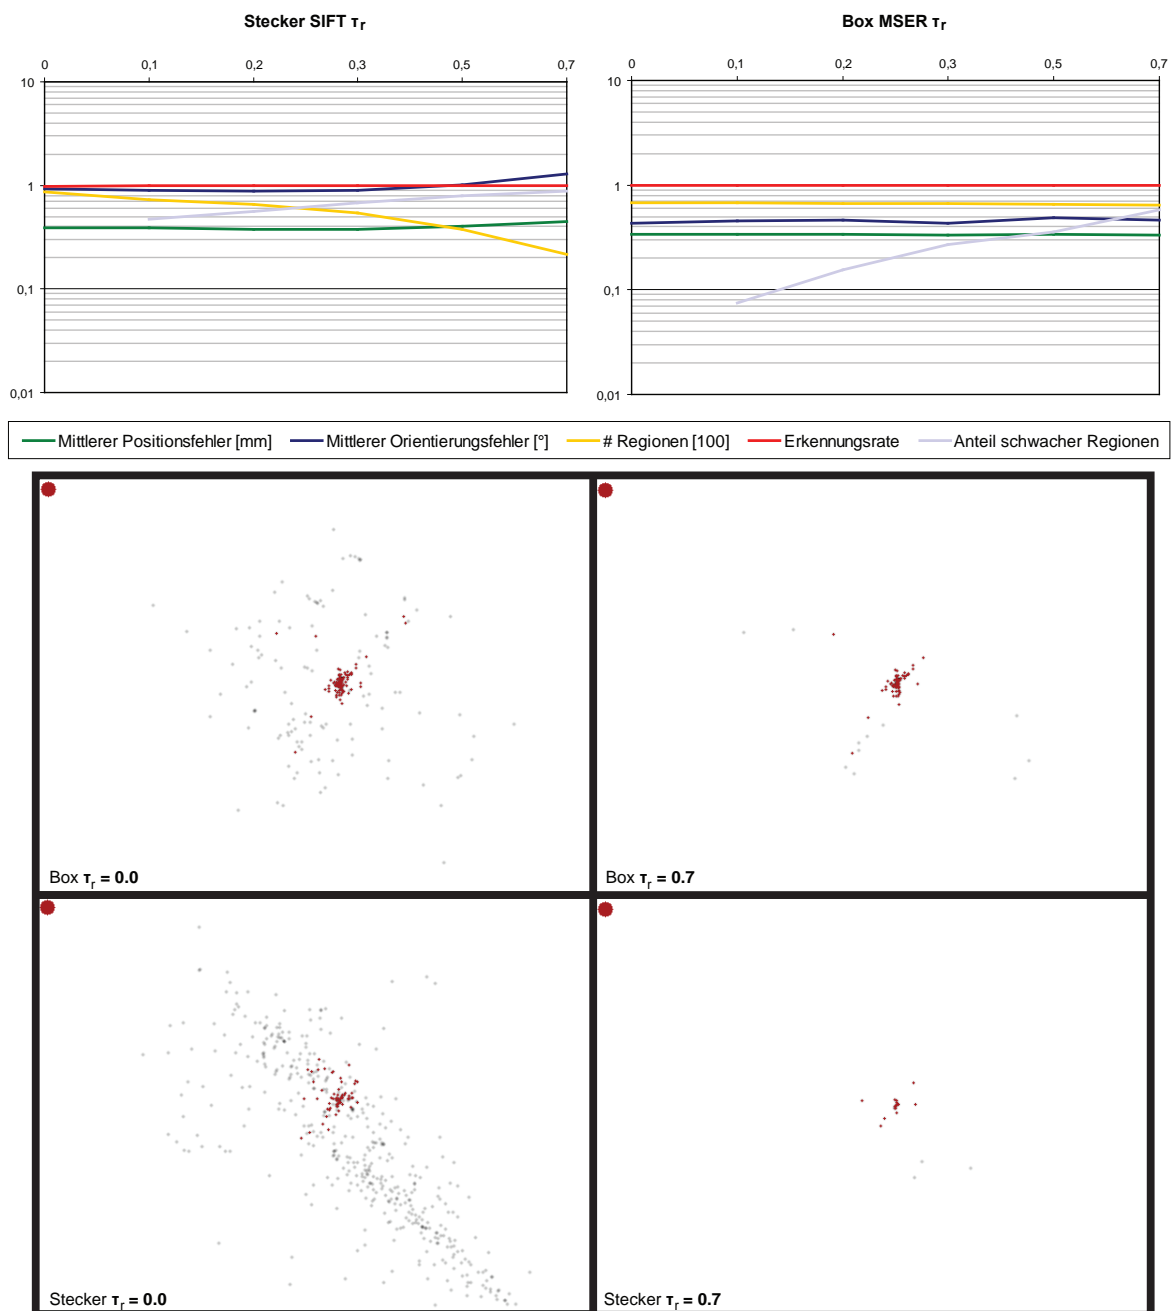 Stecker SIFT τr
Box MSER τr
0 0,1 0,2 0,3 0,5 0,7
0 0,1 0,2 0,3 0,5 0,7
10
1
0,1
0,01
10
1
0,1
0,01
Mittlerer Positionsfehler [mm] Mittlerer Orientierungsfehler [°] # Regionen [100] Erkennungsrate Anteil schwacher Regionen
Box τr = 0.0
Box τr = 0.7
Stecker τr = 0.0
Stecker τr = 0.7